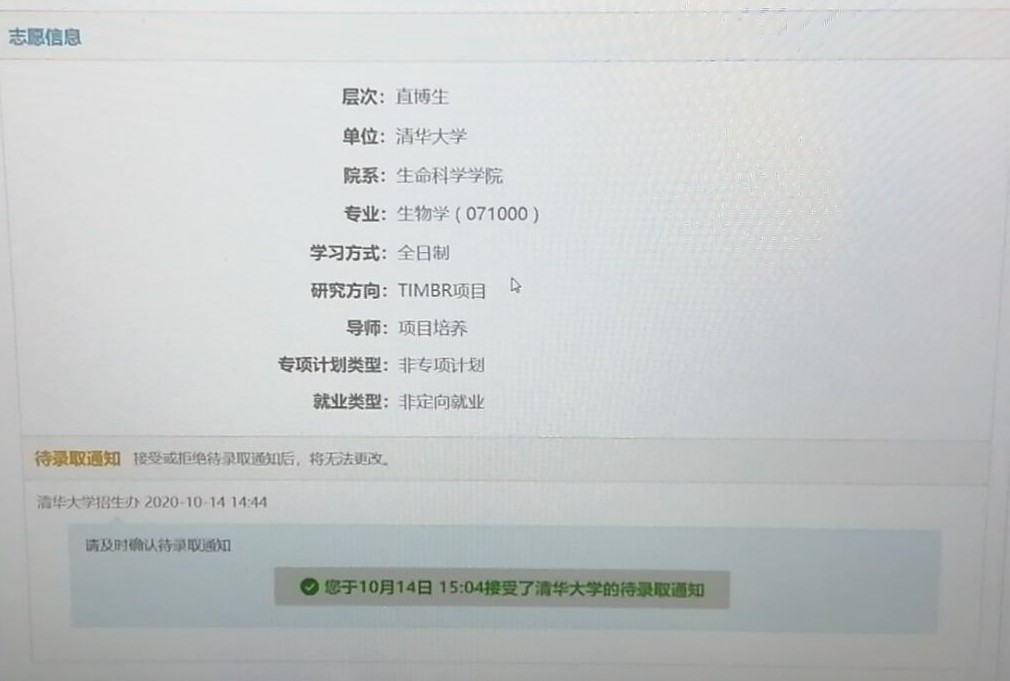 志愿信息
层次：直博生
单位：清华大学
院系：生命科学学院
专业：生物学（071000）
学习方式：全日制
研究方向：TIMBR项目
导师：项目培养
专项计划类型：非专项计划
就业类型：非定向就业
待录取通知 接受或拒绝待录取通知后，将无法更改。
清华大学招生办 2020-10-14 14:44
请及时确认待录取通知
您于10月14日 15:04接受了清华大学的待录取通知